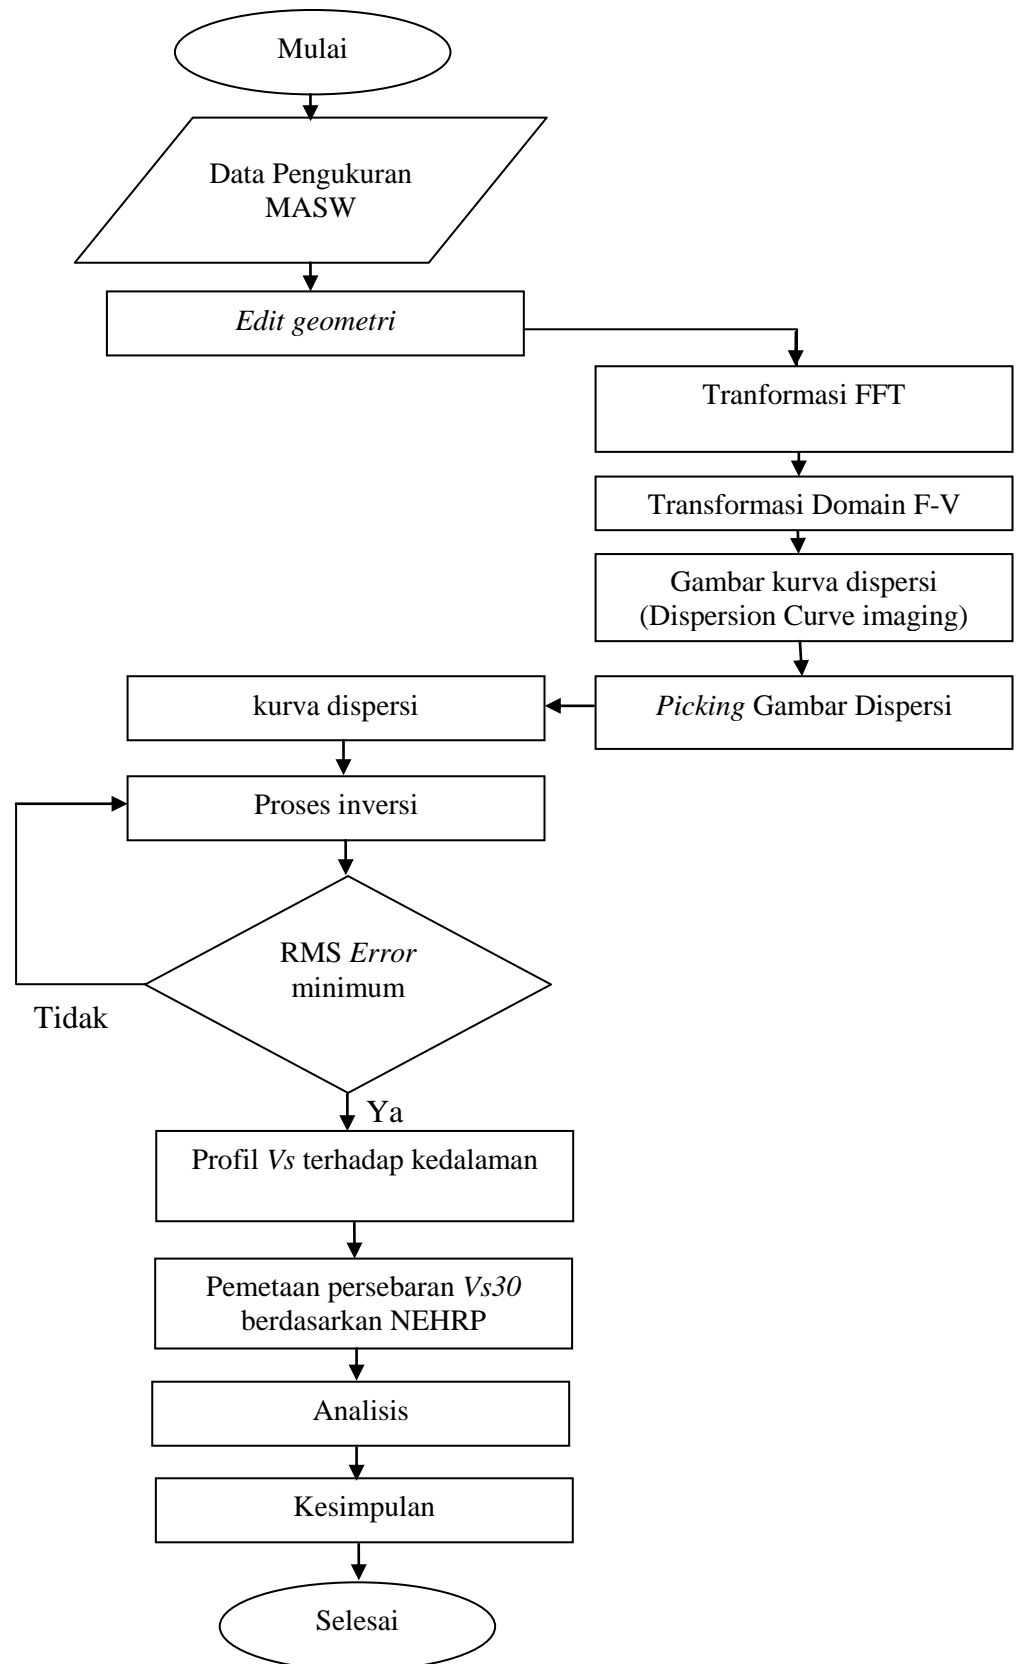 Mulai
Data Pengukuran
MASW
Edit geometri
Tranformasi FFT
Transformasi Domain F-V
Gambar kurva dispersi
(Dispersion Curve imaging)
Picking Gambar Dispersi
kurva dispersi
Proses inversi
RMS Error
minimum
Tidak
Ya
Profil Vs terhadap kedalaman
Pemetaan persebaran Vs30
berdasarkan NEHRP
Analisis
Kesimpulan
Selesai